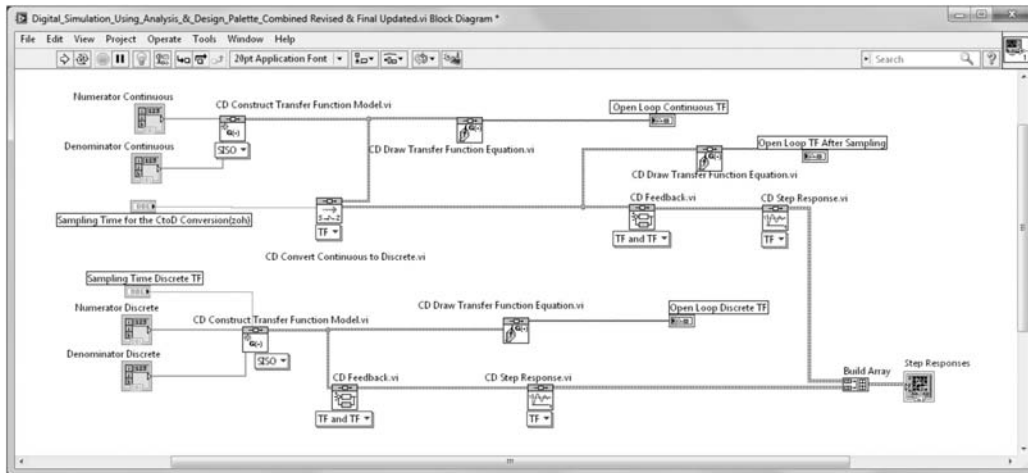 Digital_Simulation_Using_Analysis_&_Design_Palette_Combined Revised & Final Updated.vi Block Diagram *
File Edit View Project Operate Tools Window Help
20pt Application Font
Search
1
Numerator Continuous
CD Construct Transfer Function Model.vi
Open Loop Continuous TF
Denominator Continuous
SISO
CD Draw Transfer Function Equation.vi
Open Loop TF After Sampling
CD Draw Transfer Function Equation.vi
Sampling Time for the CtoD Conversion(zoh)
TF
CD Feedback.vi
CD Step Response.vi
TF and TF
TF
CD Convert Continuous to Discrete.vi
Sampling Time Discrete TF
Numerator Discrete
CD Construct Transfer Function Model.vi
CD Draw Transfer Function Equation.vi
Open Loop Discrete TF
Denominator Discrete
SISO
CD Feedback.vi
CD Step Response.vi
Build Array
Step Responses
TF and TF
TF